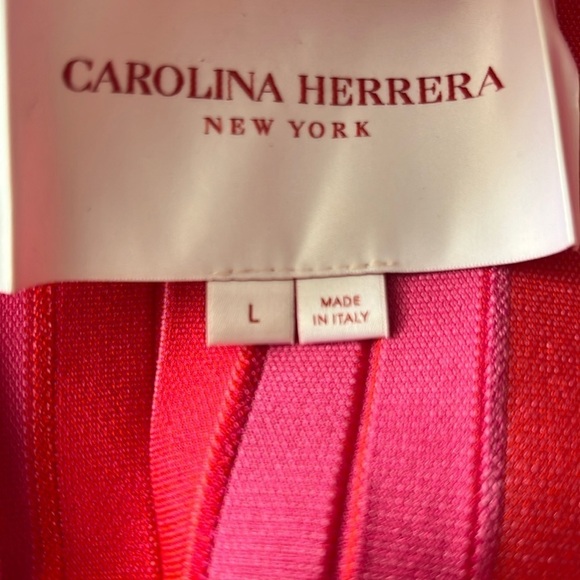 CAROLINA HERRERA
NEW YORK
L
MADE
IN ITALY